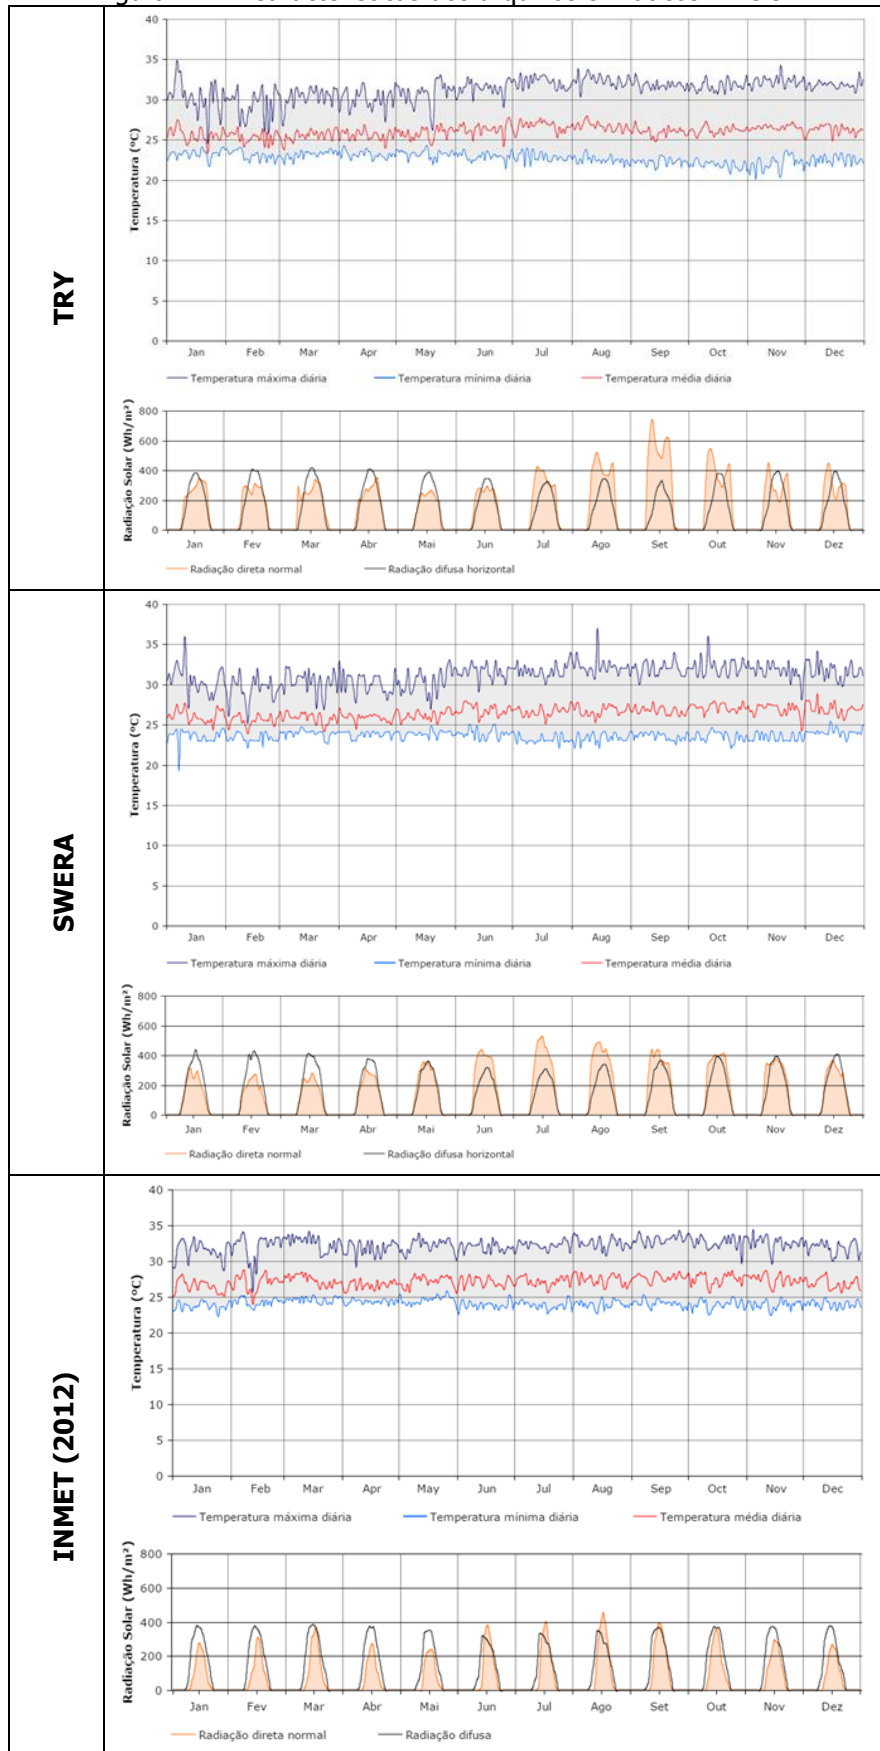 TRY
Temperatura (ºC)
40
35
30
25
20
15
10
5
0
Jan Feb Mar Apr May Jun Jul Aug Sep Oct Nov Dec
Temperatura máxima diária Temperatura mínima diária Temperatura média diária
Radiação Solar (Wh/m²)
800
600
400
200
0
Jan Fev Mar Abr Mai Jun Jul Ago Set Out Nov Dez
Radiação direta normal Radiação difusa horizontal
SWERA
Temperatura (ºC)
40
35
30
25
20
15
10
5
0
Jan Feb Mar Apr May Jun Jul Aug Sep Oct Nov Dec
Temperatura máxima diária Temperatura mínima diária Temperatura média diária
Radiação Solar (Wh/m²)
800
600
400
200
0
Jan Fev Mar Abr Mai Jun Jul Ago Set Out Nov Dez
Radiação direta normal Radiação difusa horizontal
INMET (2012)
Temperatura (ºC)
40
35
30
25
20
15
10
5
0
Jan Feb Mar Apr May Jun Jul Aug Sep Oct Nov Dec
Temperatura máxima diária Temperatura mínima diária Temperatura média diária
Radiação Solar (Wh/m²)
800
600
400
200
0
Jan Fev Mar Abr Mai Jun Jul Ago Set Out Nov Dez
Radiação direta normal Radiação difusa